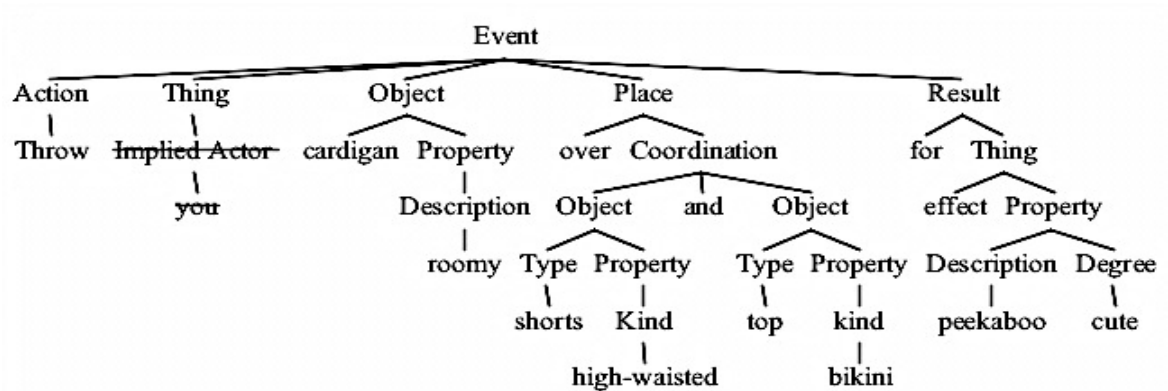 Event
Action Thing Object Place Result
Throw Implied Actor cardigan Property over Coordination for Thing
you Description Object and Object effect Property
roomy Type Property Type Property Description Degree
shorts Kind top kind peekaboo cute
high-waisted bikini